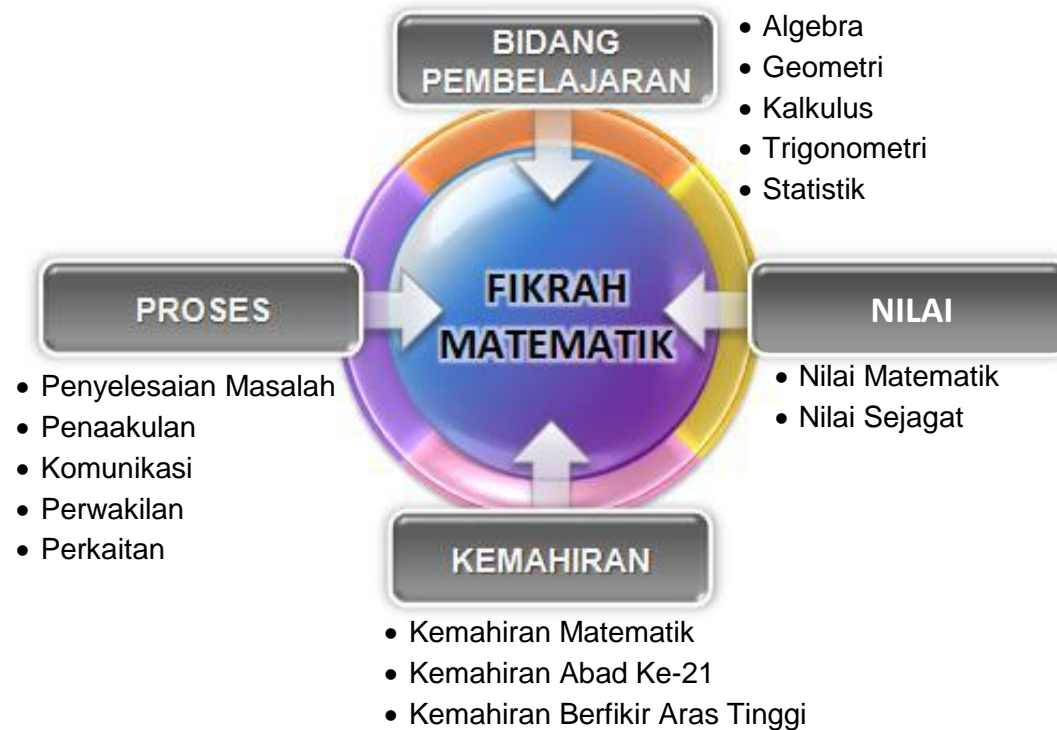 BIDANG
PEMBELAJARAN
• Algebra
• Geometri
• Kalkulus
• Trigonometri
• Statistik
FIKRAH
MATEMATIK
PROSES
• Penyelesaian Masalah
• Penaakulan
• Komunikasi
• Perwakilan
• Perkaitan
NILAI
• Nilai Matematik
• Nilai Sejagat
KEMAHIRAN
• Kemahiran Matematik
• Kemahiran Abad Ke-21
• Kemahiran Berfikir Aras Tinggi